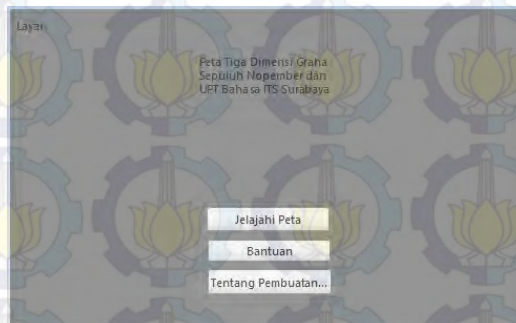 Layar
Peta Tiga Dimensi Graha
Sepuluh Nopember dan
UPT Bahasa ITS Surabaya
Jelajahi Peta
Bantuan
Tentang Pembuatan...